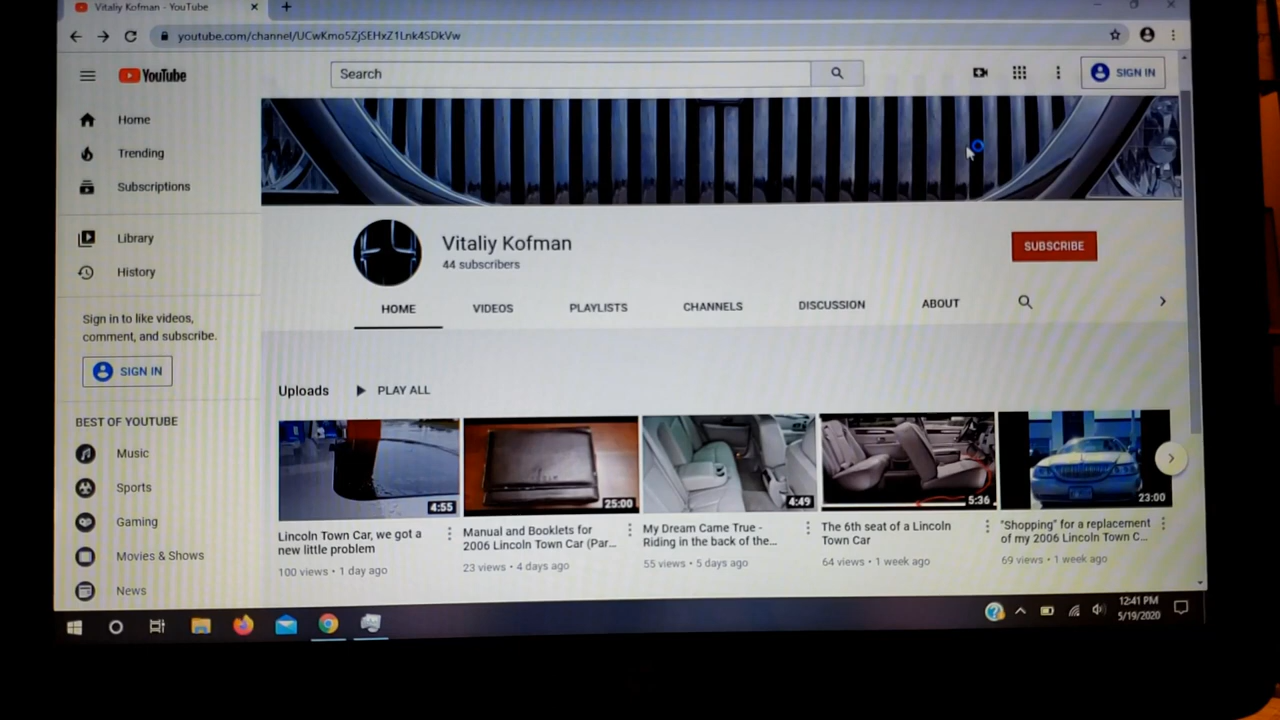 Vitaliy Kofman - YouTube
youtube.com/channel/UCwKmo5ZjSEHxZ1Lnk4SDkVw
YouTube
Search
SIGN IN
Home
Trending
Subscriptions
Library
History
Sign in to like videos,
comment, and subscribe.
SIGN IN
BEST OF YOUTUBE
Music
Sports
Gaming
Movies & Shows
News
Vitaliy Kofman
44 subscribers
SUBSCRIBE
HOME VIDEOS PLAYLISTS CHANNELS DISCUSSION ABOUT
Uploads PLAY ALL
4:55
Lincoln Town Car, we got a
new little problem
100 views • 1 day ago
25:00
Manual and Booklets for
2006 Lincoln Town Car (Par...
23 views • 4 days ago
4:49
My Dream Came True -
Riding in the back of the...
55 views • 5 days ago
5:36
The 6th seat of a Lincoln
Town Car
64 views • 1 week ago
23:00
"Shopping" for a replacement
of my 2006 Lincoln Town C...
69 views • 1 week ago
12:41 PM
5/19/2020